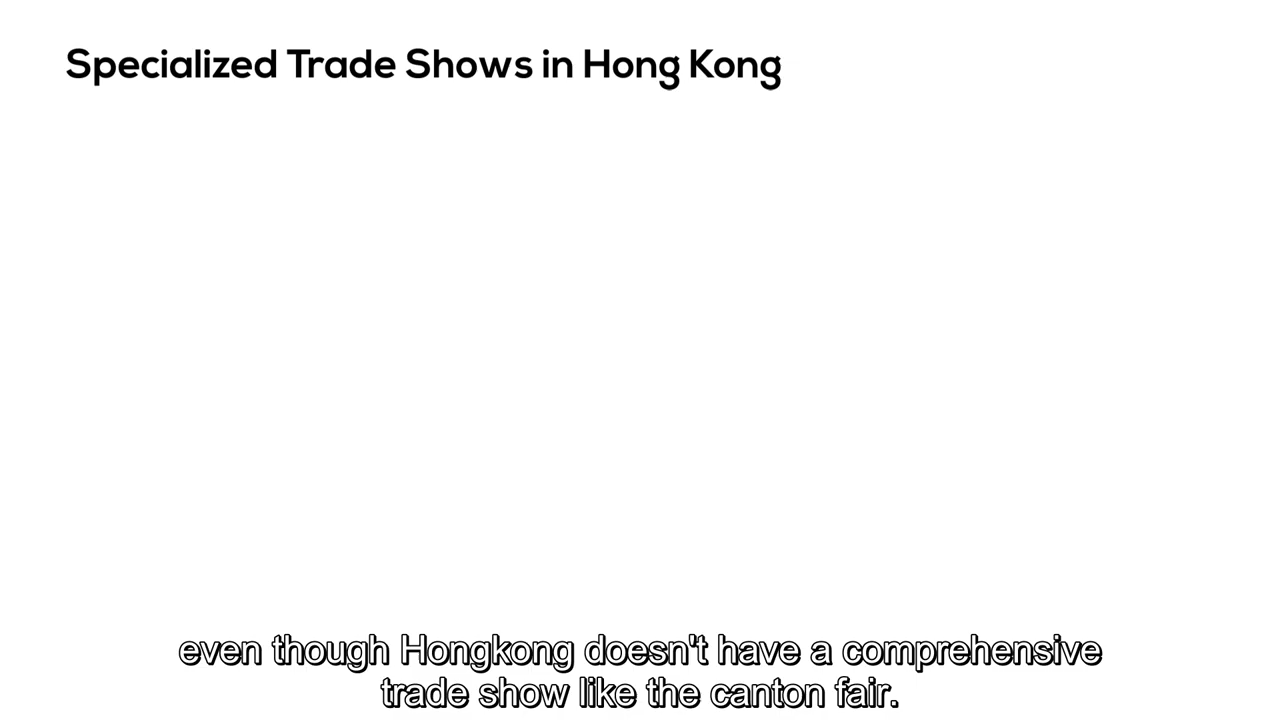 Specialized Trade Shows in Hong Kong
even though Hongkong doesn't have a comprehensive
trade show like the canton fair.